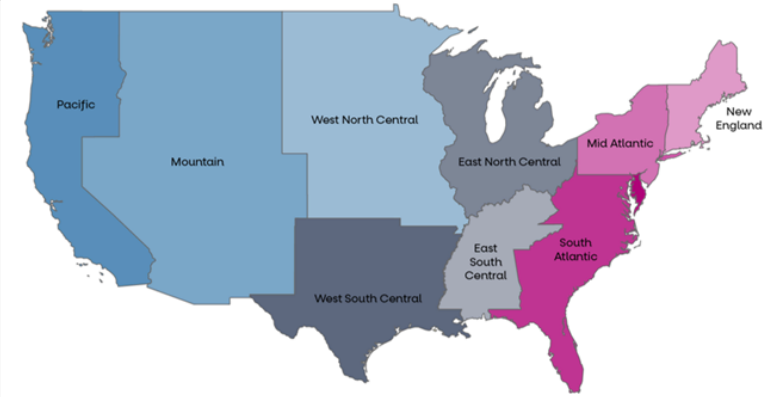 Pacific
Mountain
West North Central
East North Central
Mid Atlantic
New
England
East
South
Central
South
Atlantic
West South Central